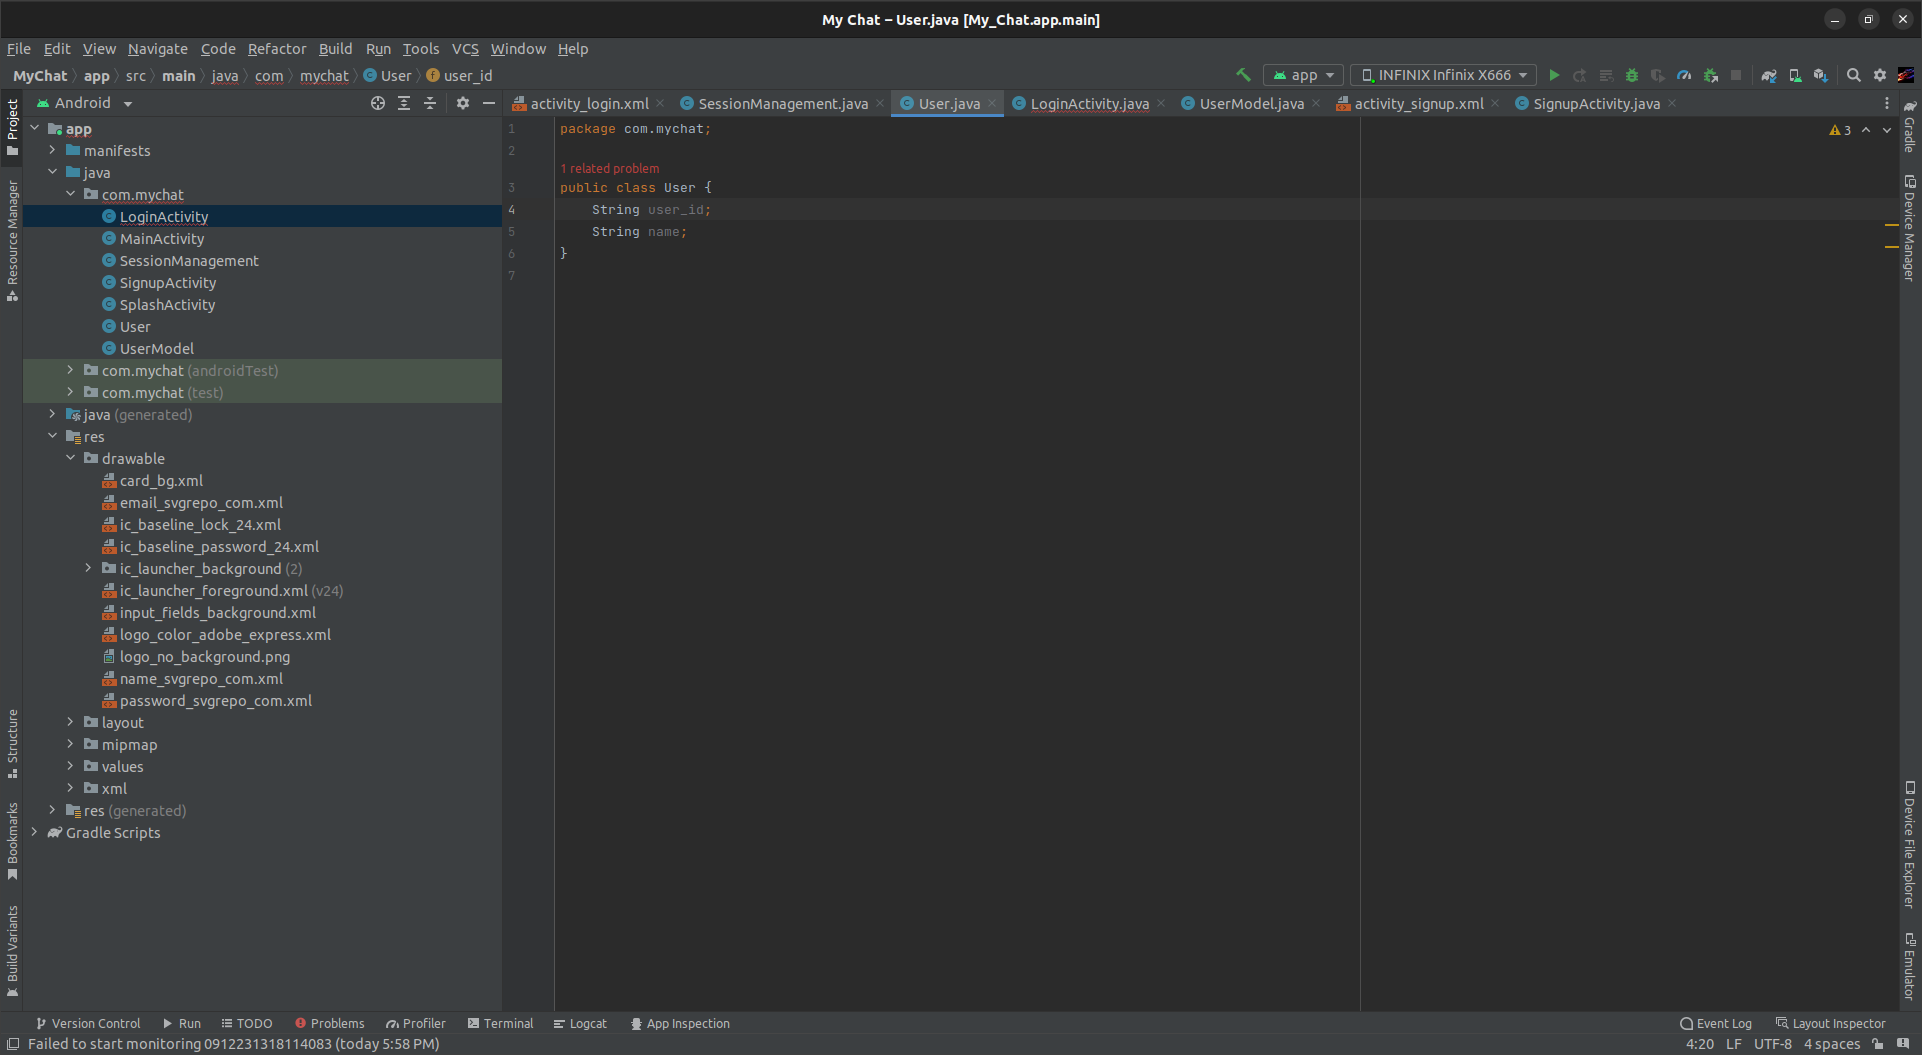 My Chat – User.java [My_Chat.app.main]
File Edit View Navigate Code Refactor Build Run Tools VCS Window Help
MyChat app src main java com mychat User user_id
app INFINIX Infinix X666
Project
Resource Manager
Structure
Bookmarks
Build Variants
Android
app
manifests
java
com.mychat
LoginActivity
MainActivity
SessionManagement
SignupActivity
SplashActivity
User
UserModel
com.mychat (androidTest)
com.mychat (test)
java (generated)
res
drawable
card_bg.xml
email_svgrepo_com.xml
ic_baseline_lock_24.xml
ic_baseline_password_24.xml
ic_launcher_background (2)
ic_launcher_foreground.xml (v24)
input_fields_background.xml
logo_color_adobe_express.xml
logo_no_background.png
name_svgrepo_com.xml
password_svgrepo_com.xml
layout
mipmap
values
xml
res (generated)
Gradle Scripts
activity_login.xml SessionManagement.java User.java LoginActivity.java UserModel.java activity_signup.xml SignupActivity.java
3
1 package com.mychat;
2
1 related problem
3 public class User {
4 String user_id;
5 String name;
6 }
7
Gradle
Device Manager
Device File Explorer
Emulator
Version Control Run TODO Problems Profiler Terminal Logcat App Inspection Event Log Layout Inspector
Failed to start monitoring 0912231318114083 (today 5:58 PM) 4:20 LF UTF-8 4 spaces